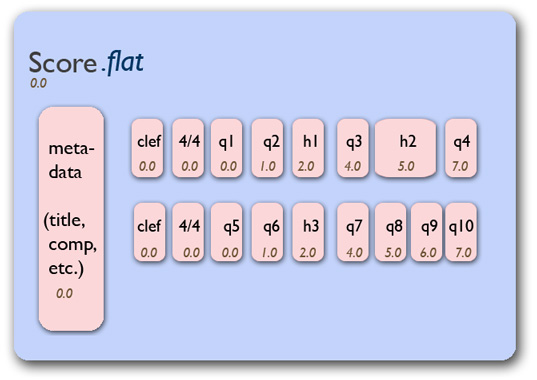 Score.flat
0.0
meta-
data
(title,
comp,
etc.)
0.0
clef 4/4 q1 q2 h1 q3 h2 q4
0.0 0.0 0.0 1.0 2.0 4.0 5.0 7.0
clef 4/4 q5 q6 h3 q7 q8 q9 q10
0.0 0.0 0.0 1.0 2.0 4.0 5.0 6.0 7.0